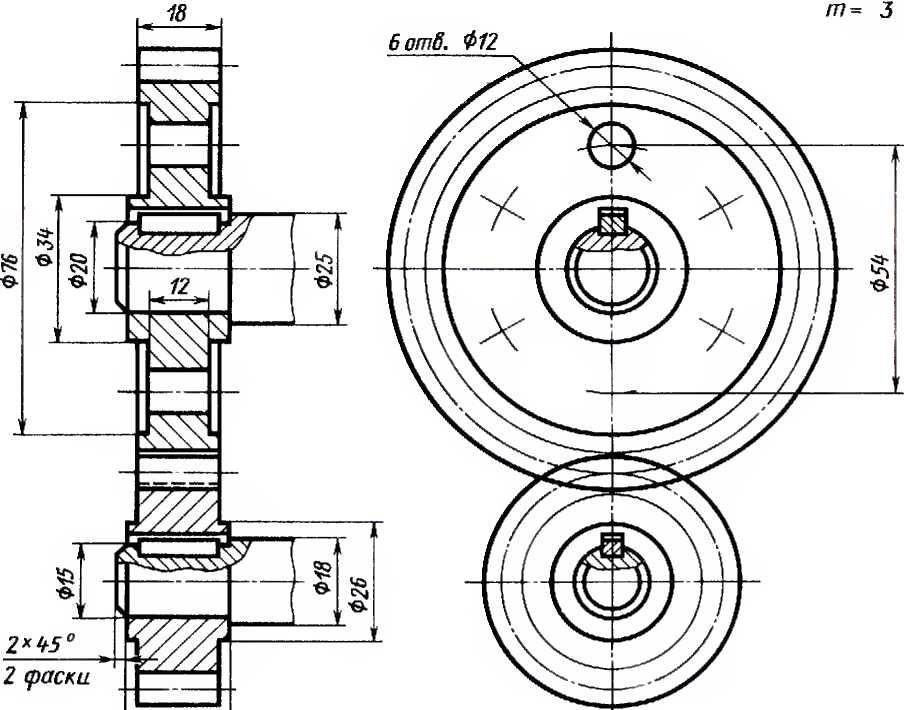 18
m = 3
6 отв. Ф12
Ф76
Ф34
Ф20
12
Ф25
Ф54
Ф15
Ф18
Ф26
2×45°
2 фаски